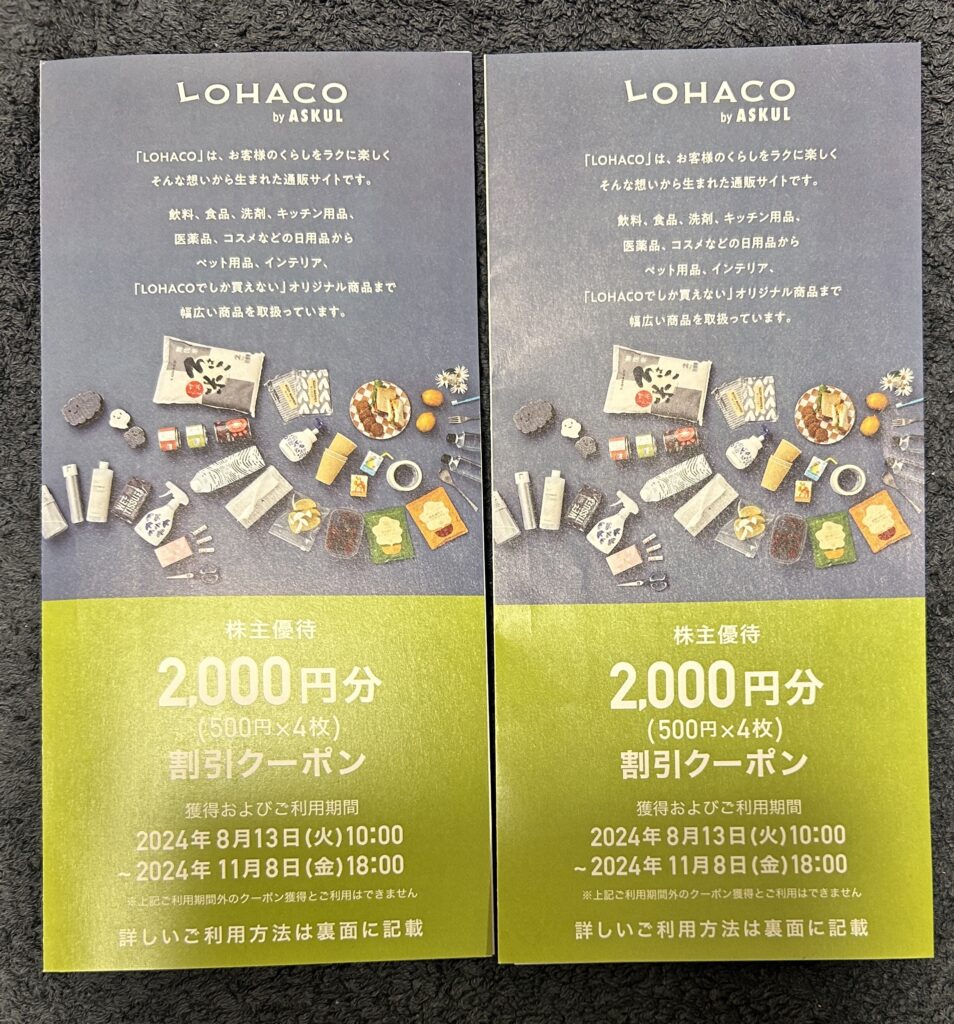 LOHACO
by ASKUL
「LOHACO」は、お客様のくらしをラクに楽しく
そんな想いから生まれた通販サイトです。
飲料、食品、洗剤、キッチン用品、
医薬品、コスメなどの日用品から
ペット用品、インテリア、
「LOHACOでしか買えない」オリジナル商品まで
幅広い商品を取扱っています。
株主優待
2,000円分
(500円×4枚)
割引クーポン
獲得およびご利用期間
2024年8月13日(火)10:00
~2024年11月8日(金)18:00
※上記ご利用期間外のクーポン獲得とご利用はできません
詳しいご利用方法は裏面に記載
LOHACO
by ASKUL
「LOHACO」は、お客様のくらしをラクに楽しく
そんな想いから生まれた通販サイトです。
飲料、食品、洗剤、キッチン用品、
医薬品、コスメなどの日用品から
ペット用品、インテリア、
「LOHACOでしか買えない」オリジナル商品まで
幅広い商品を取扱っています。
株主優待
2,000円分
(500円×4枚)
割引クーポン
獲得およびご利用期間
2024年8月13日(火)10:00
~2024年11月8日(金)18:00
※上記ご利用期間外のクーポン獲得とご利用はできません
詳しいご利用方法は裏面に記載